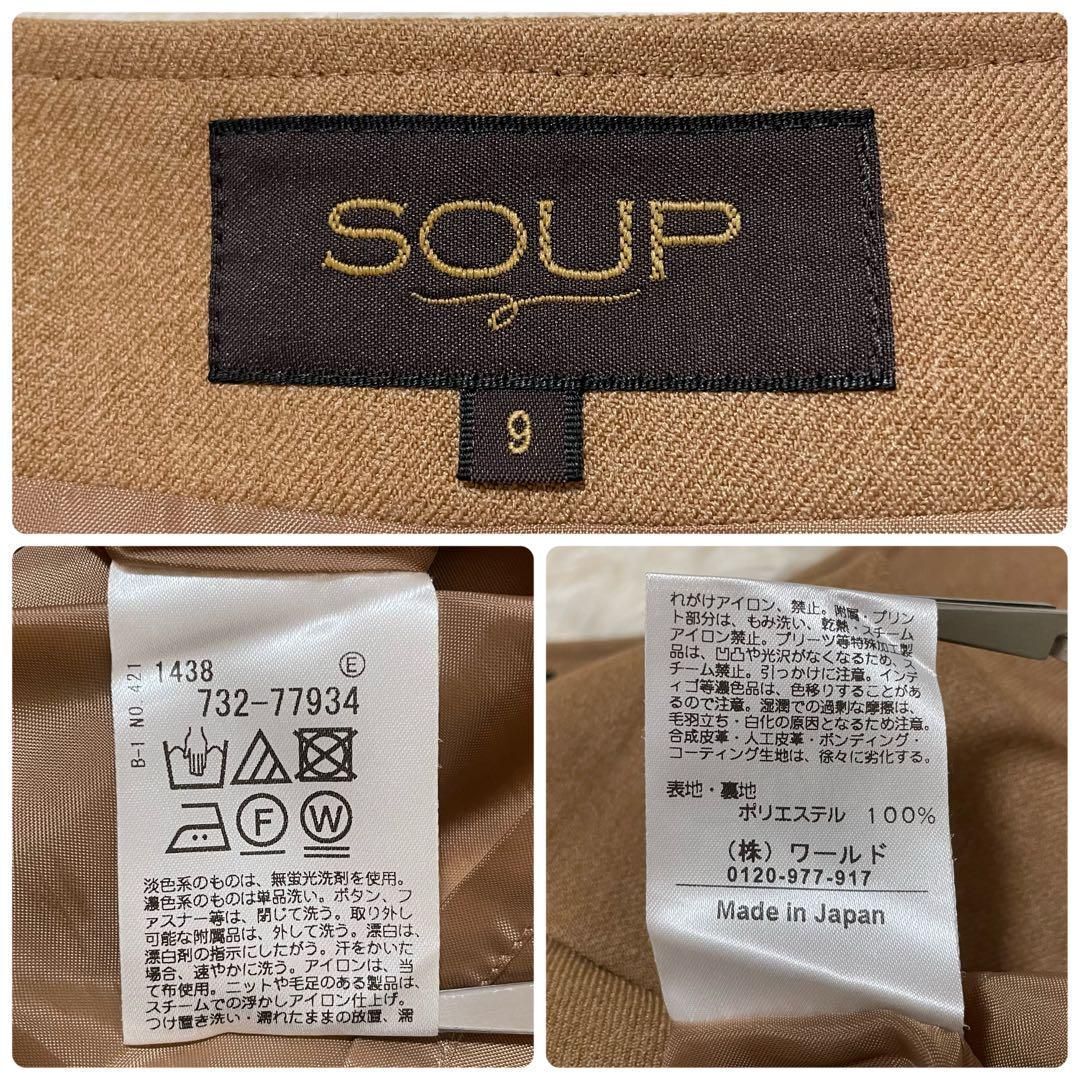 SOUP
9
B-1 NO.421
1438
Ⓔ
732-77934
F
W
淡色系のものは、無蛍光洗剤を使用。
濃色系のものは単品洗い。ボタン、フ
ァスナー等は、閉じて洗う。取り外し
可能な附属品は、外して洗う。漂白は、
漂白剤の指示にしたがう。汗をかいた
場合、速やかに洗う。アイロンは、当
て布使用。ニットや毛足のある製品は、
スチームでの浮かしアイロン仕上げ。
つけ置き洗い・濡れたままの放置、濡
れがけアイロン、禁止。附属・プリン
ト部分は、もみ洗い、乾熱・スチーム
アイロン禁止。プリーツ等特殊加工製
品は、凹凸や光沢がなくなるため、ス
チーム禁止。引っかけに注意。インデ
ィゴ等濃色品は、色移りすることがあ
るので注意。湿潤での過剰な摩擦は、
毛羽立ち・白化の原因となるため注意。
合成皮革・人工皮革・ボンディング・
コーティング生地は、徐々に劣化する。
表地・裏地
ポリエステル 100%
(株)ワールド
0120-977-917
Made in Japan